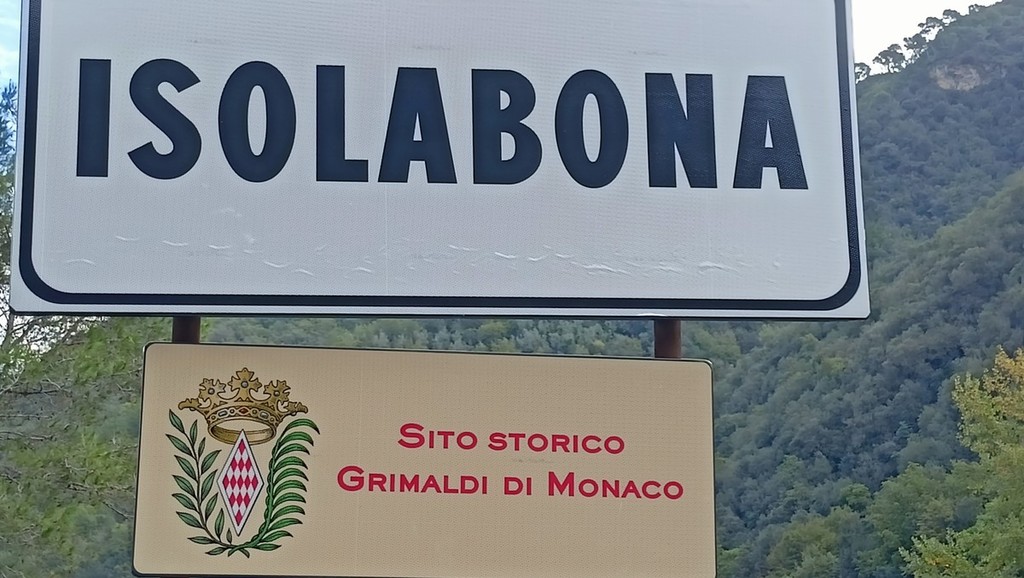 ISOLABONA
SITO STORICO
GRIMALDI DI MONACO